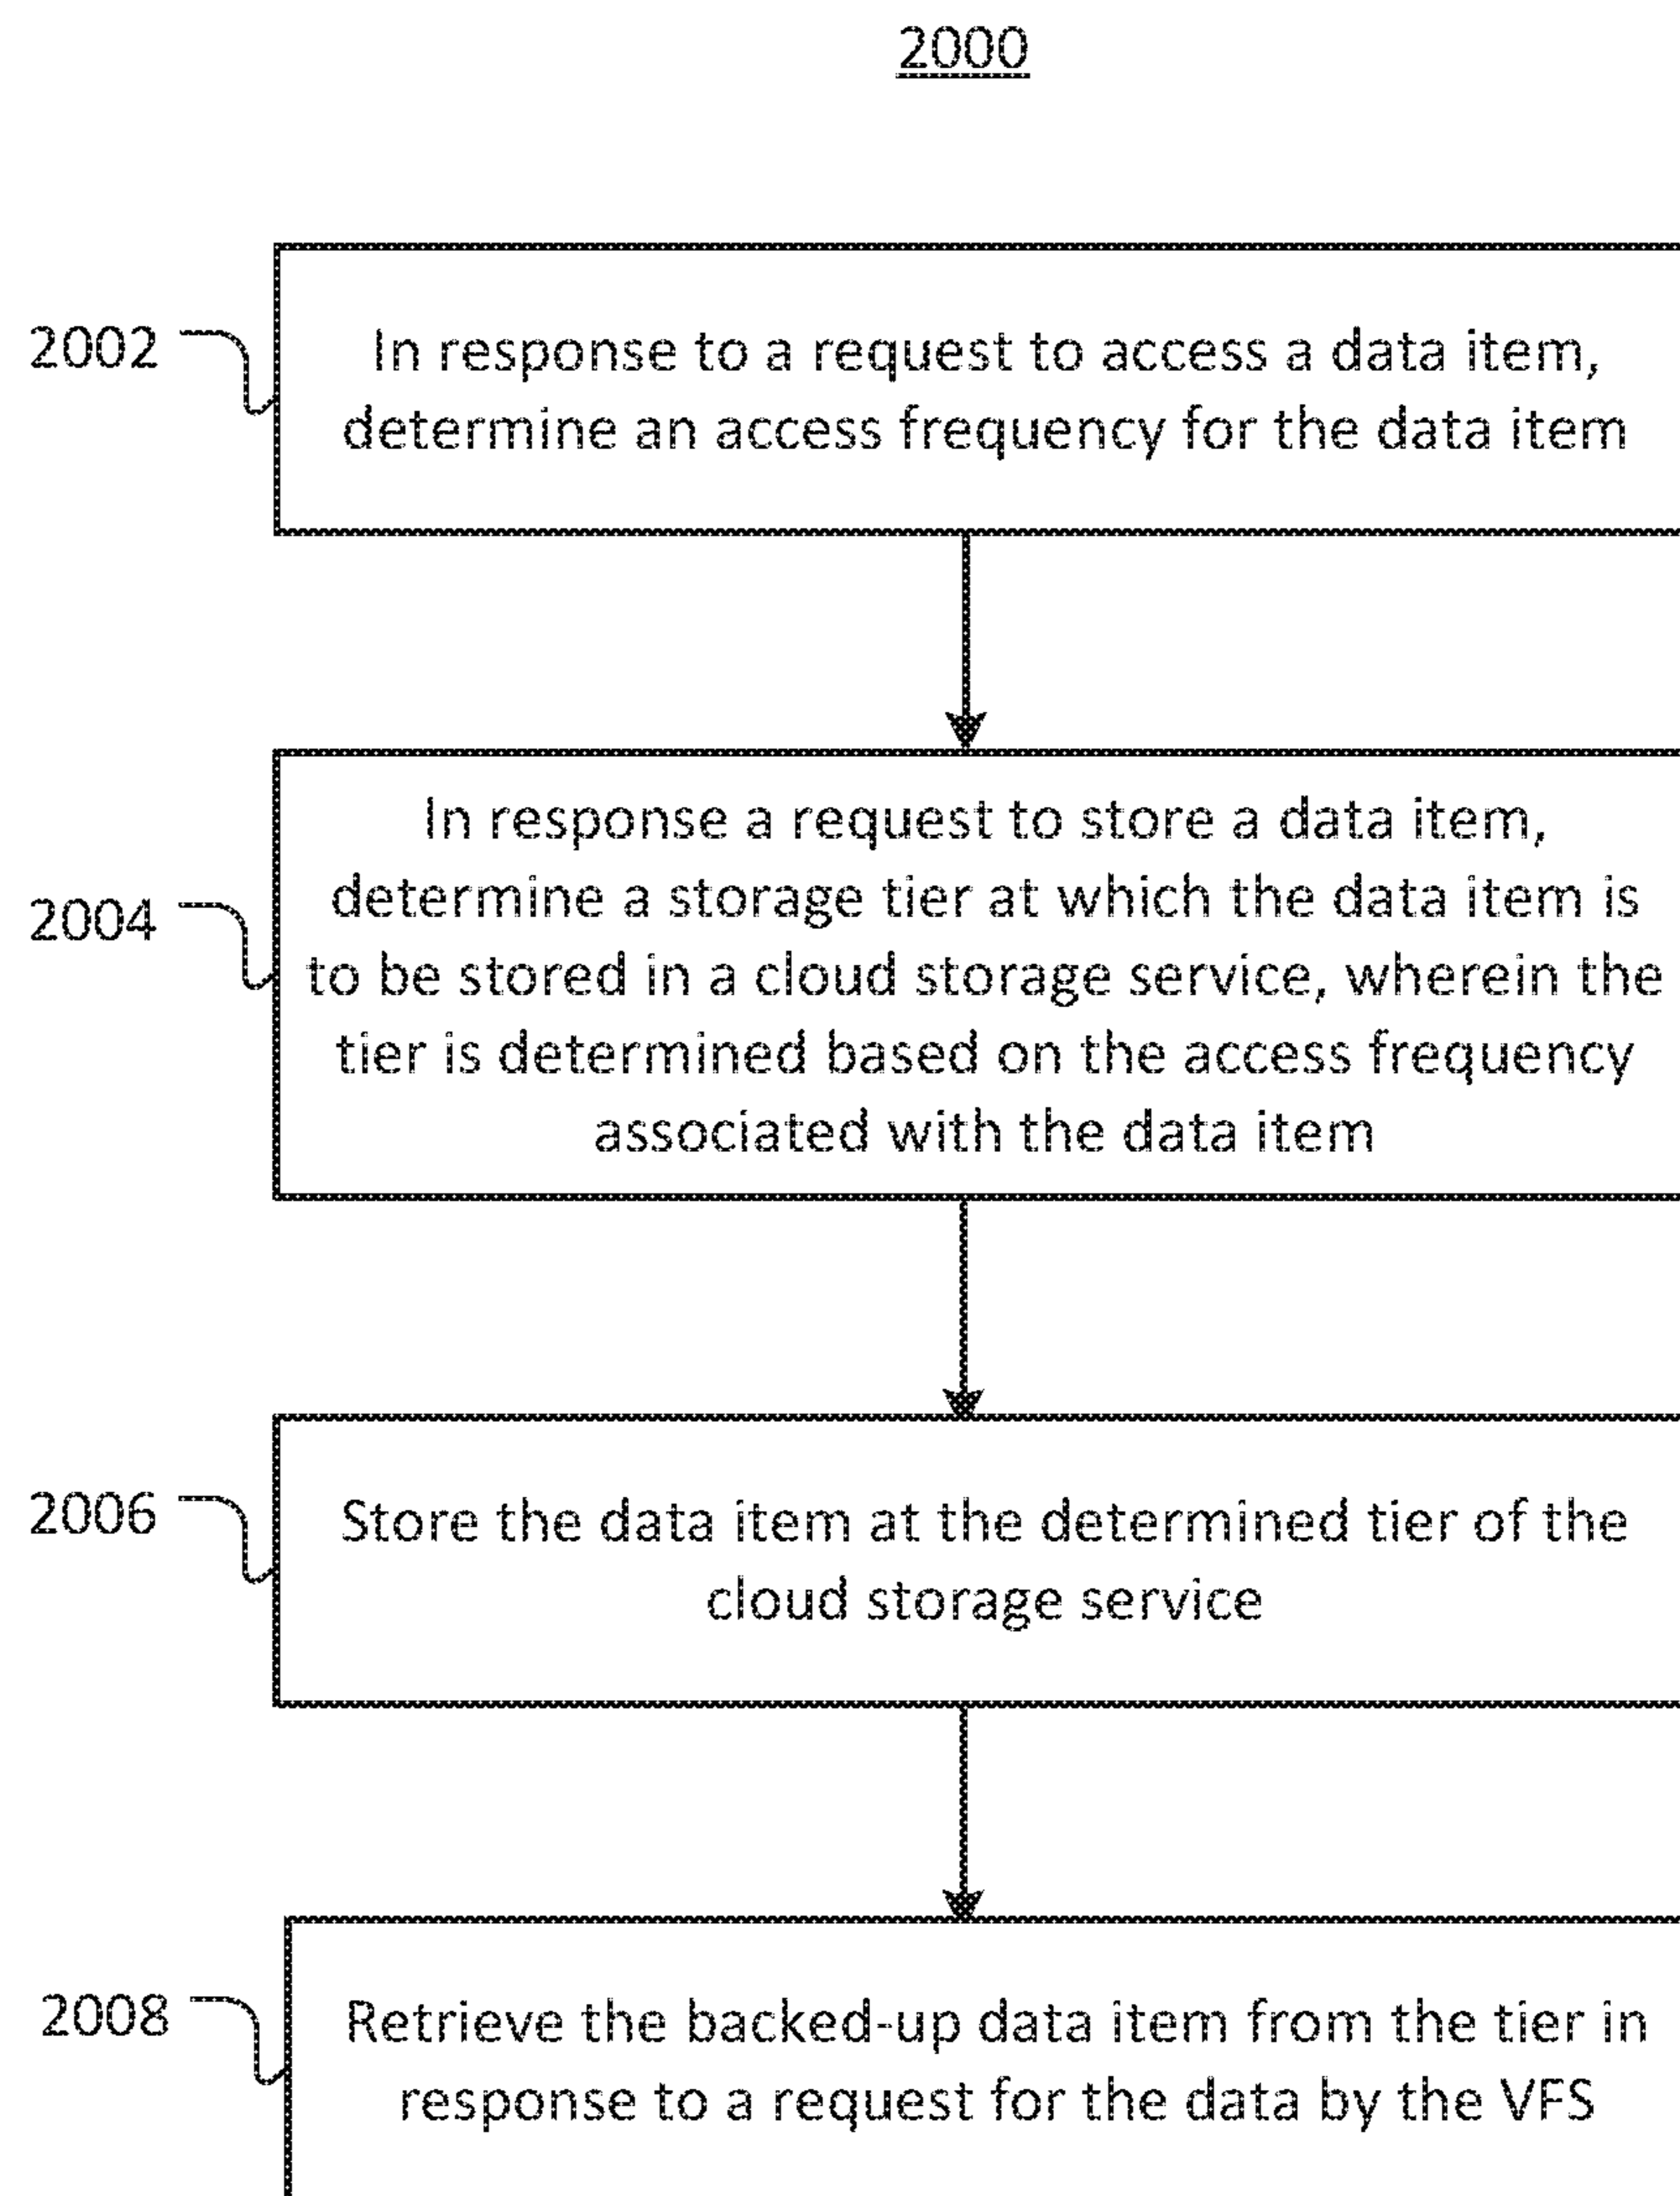 2000
2002
In response to a request to access a data item,
determine an access frequency for the data item
2004
In response a request to store a data item,
determine a storage tier at which the data item is
to be stored in a cloud storage service, wherein the
tier is determined based on the access frequency
associated with the data item
2006
Store the data item at the determined tier of the
cloud storage service
2008
Retrieve the backed-up data item from the tier in
response to a request for the data by the VFS